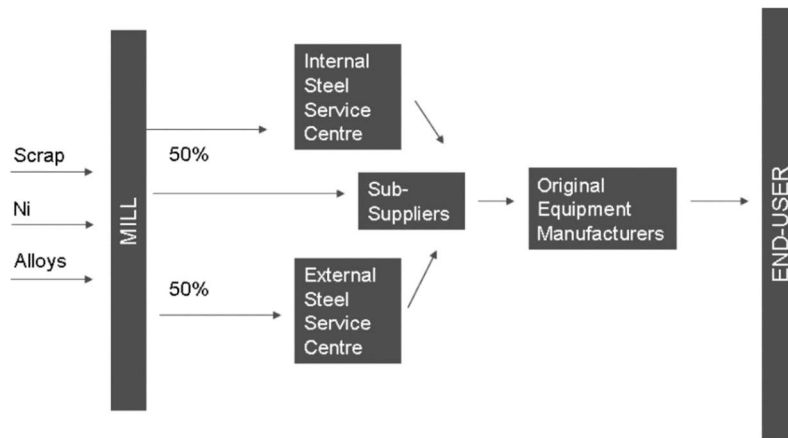 Scrap
Ni
Alloys
MILL
50%
50%
Internal
Steel
Service
Centre
Sub-
Suppliers
External
Steel
Service
Centre
Original
Equipment
Manufacturers
END-USER